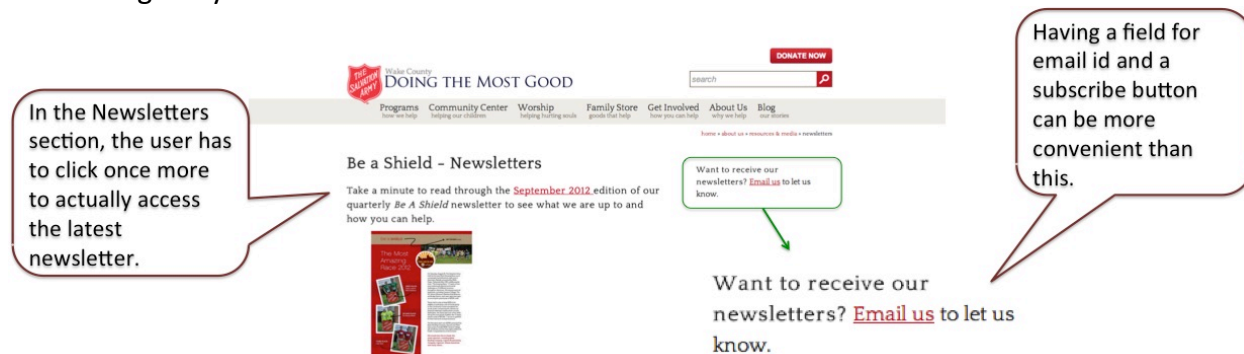 Having a field for
email id and a
subscribe button
can be more
convenient than
this.
In the Newsletters
section, the user has
to click once more
to actually access
the latest
newsletter.
DONATE NOW
THE SALVATION ARMY
Wake County
DOING THE MOST GOOD
search
Programs Community Center Worship Family Store Get Involved About Us Blog
how we help helping our children helping hurting souls goods that help how you can help why we help our stories
home » about us » resources & media » newsletters
Be a Shield – Newsletters
Take a minute to read through the September 2012 edition of our
quarterly Be A Shield newsletter to see what we are up to and
how you can help.
Want to receive our
newsletters? Email us to let us
know.
The Most
Amazing
Race 2012
Want to receive our
newsletters? Email us to let us
know.